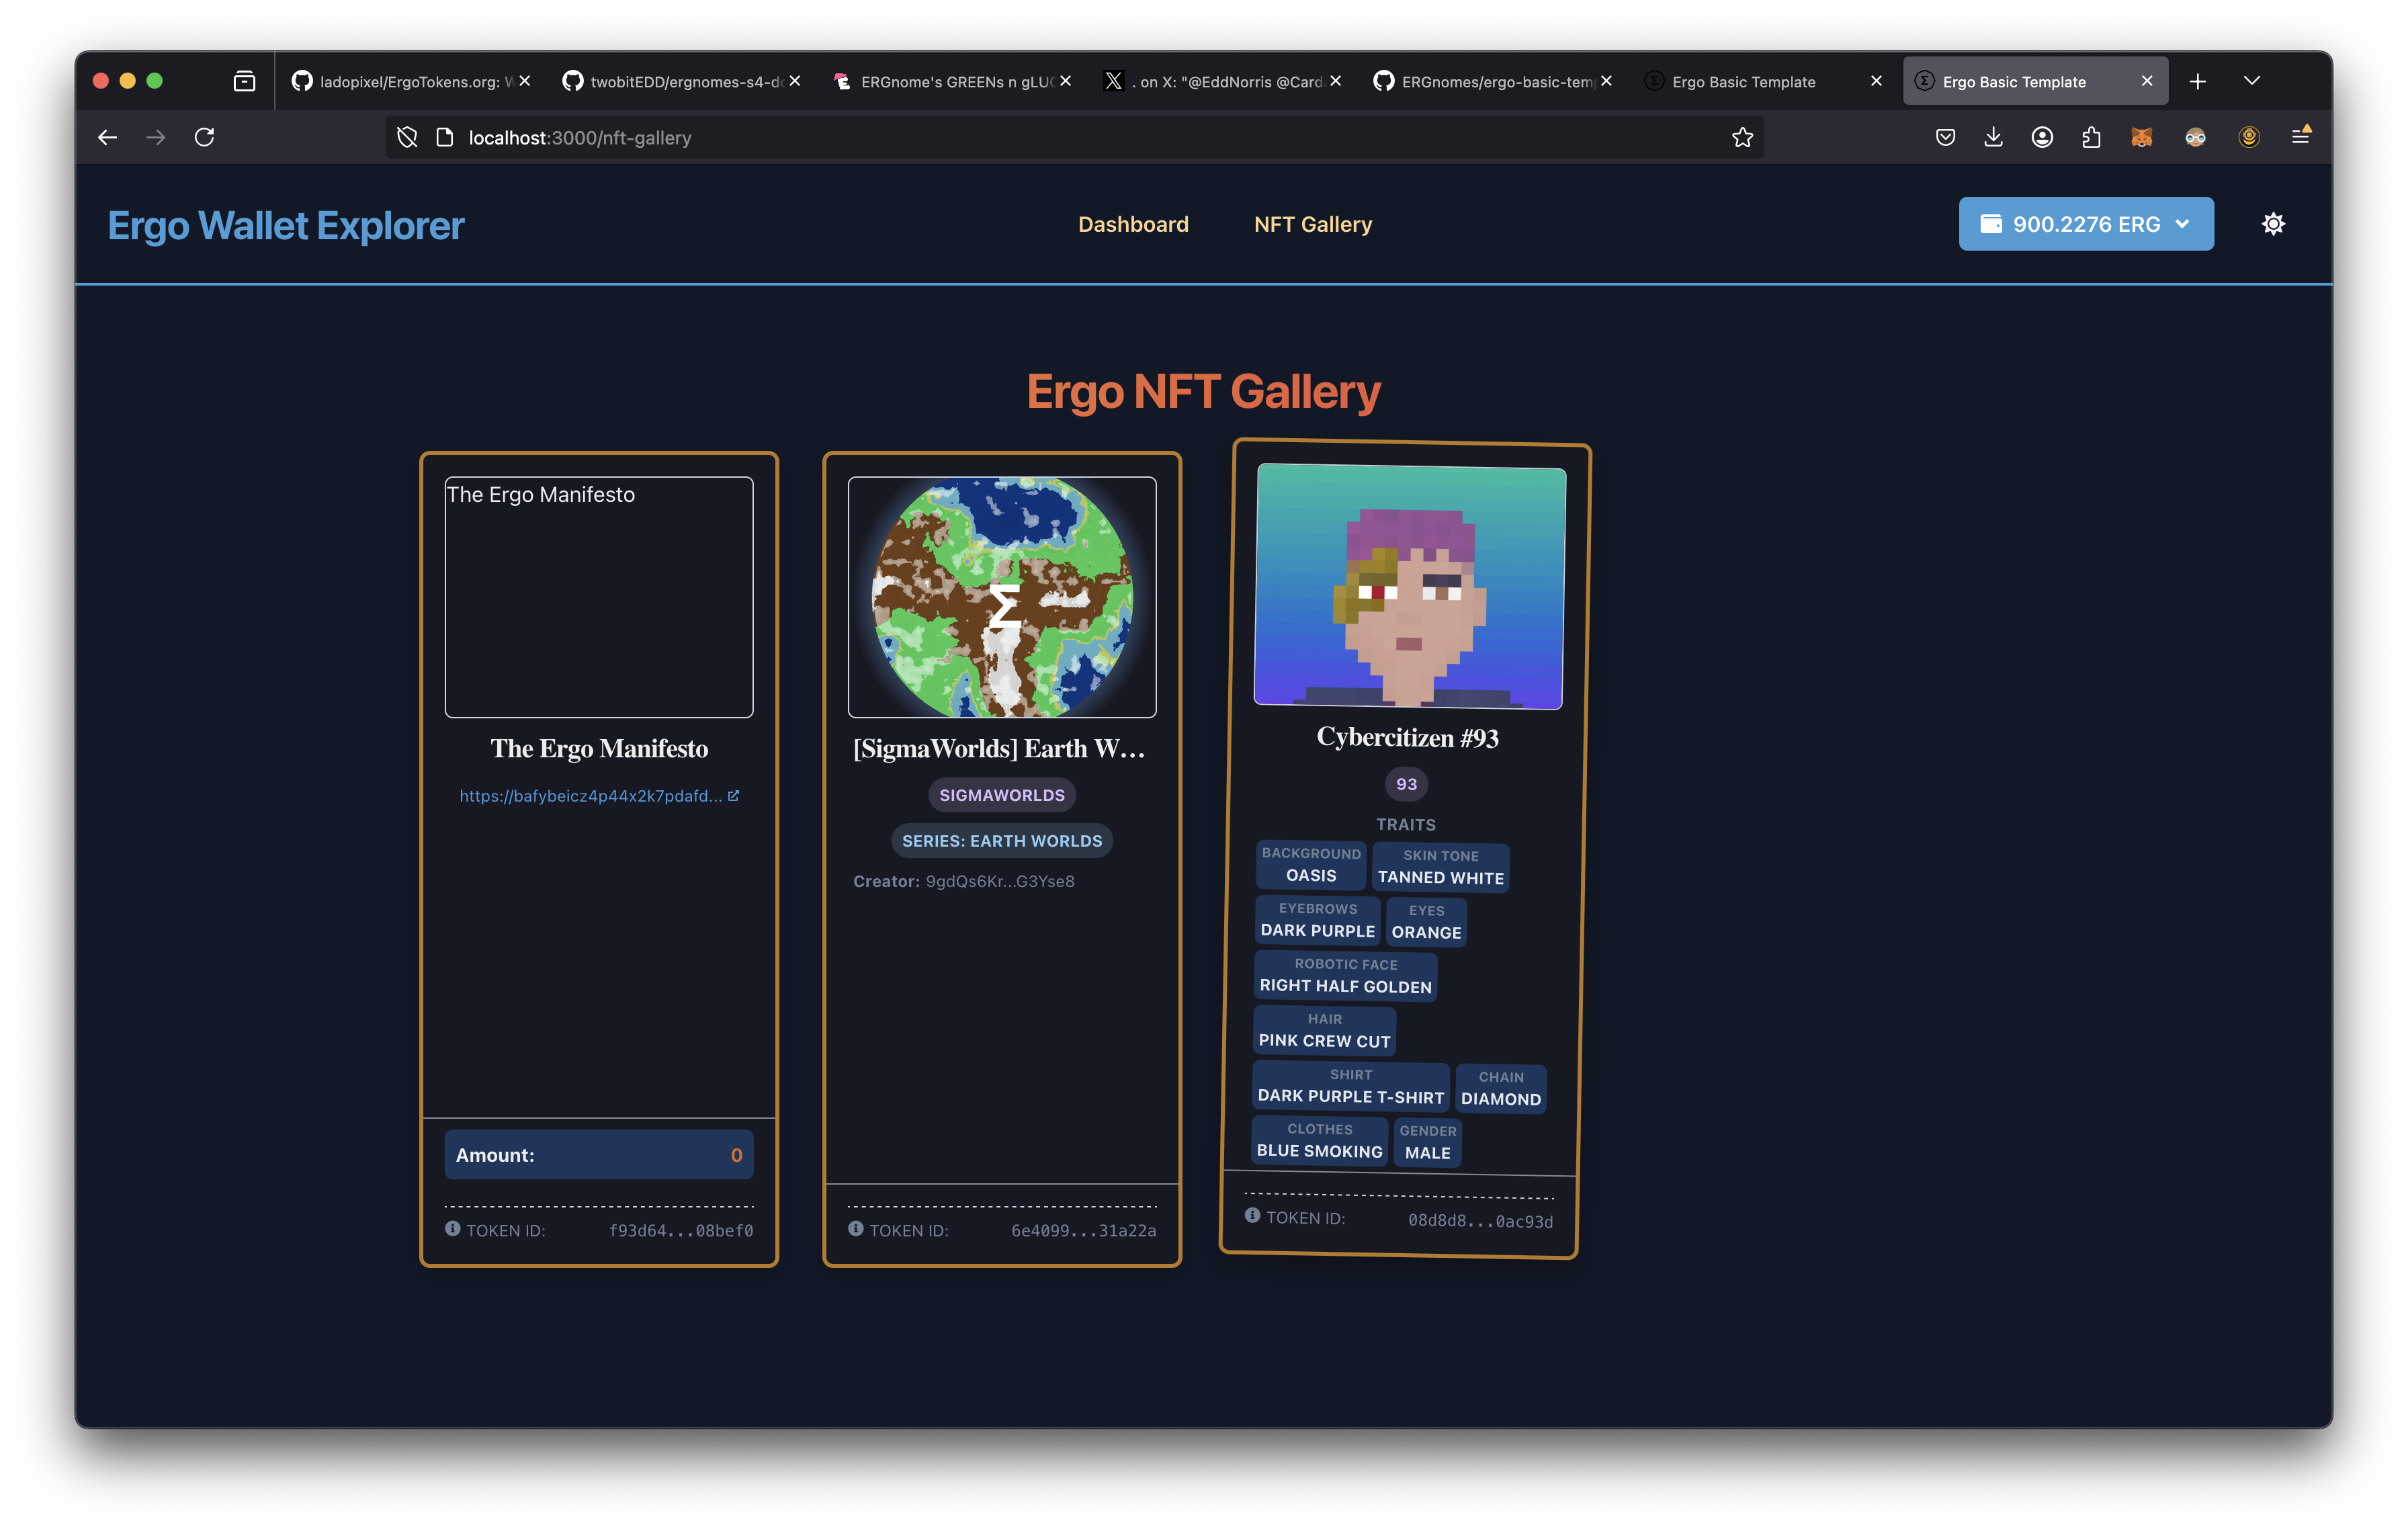 ladopixel/ErgoTokens.org: W
twobitEDD/ergnomes-s4-de
ERGnome's GREENs n gLUC
. on X: "@EddNorris @Card
ERGnomes/ergo-basic-tem
Ergo Basic Template
Ergo Basic Template
localhost:3000/nft-gallery
Ergo Wallet Explorer
Dashboard
NFT Gallery
900.2276 ERG
Ergo NFT Gallery
The Ergo Manifesto
The Ergo Manifesto
https://bafybeicz4p44x2k7pdafd...
Amount: 0
TOKEN ID: f93d64...08bef0
Σ
[SigmaWorlds] Earth W...
SIGMAWORLDS
SERIES: EARTH WORLDS
Creator: 9gdQs6Kr...G3Yse8
TOKEN ID: 6e4099...31a22a
Cybercitizen #93
93
TRAITS
BACKGROUND
OASIS
SKIN TONE
TANNED WHITE
EYEBROWS
DARK PURPLE
EYES
ORANGE
ROBOTIC FACE
RIGHT HALF GOLDEN
HAIR
PINK CREW CUT
SHIRT
DARK PURPLE T-SHIRT
CHAIN
DIAMOND
CLOTHES
BLUE SMOKING
GENDER
MALE
TOKEN ID: 08d8d8...0ac93d